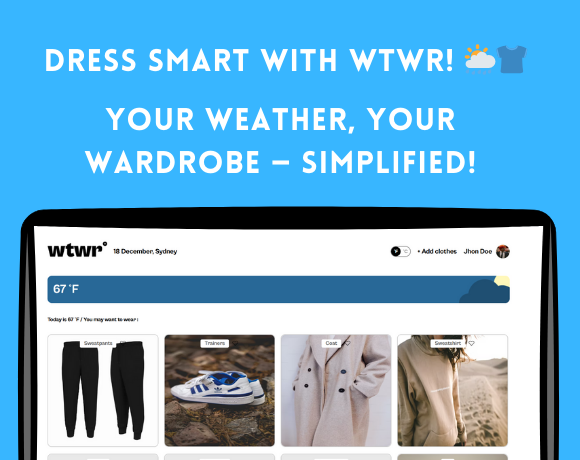 DRESS SMART WITH WTWR!
YOUR WEATHER, YOUR
WARDROBE – SIMPLIFIED!
wtwr°
18 December, Sydney
+ Add clothes
Jhon Doe
67 °F
Today is 67 °F / You may want to wear :
Sweatpants
Trainers
Coat
Sweatshirt